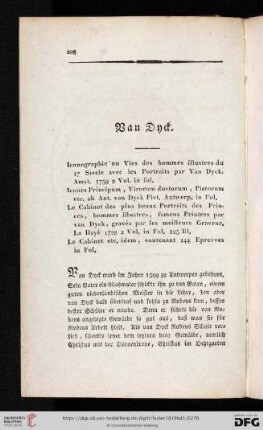 208
Van Dyck.
Iconographie ou Vies des hommes illustres du
17 Siecle avec les Portraits par Van Dyck.
Amst. 1759 2 Vol. in fol.
Icones Principum, Virorum doctorum, Pictorum
etc. ab Ant. van Dyck Pict. Antwerp, in Fol.
Le Cabinet des plus beaux Portraits des Prin-
ces, hommes illustres, fameux Peintres par
van Dyck, gravés par les meilleurs Graveur,
La Haye 2 Vol. in Fol. 125 Bl.
Le Cabinet etc. idem, contenant 144 Epreuves
in Fol.
Van Dyck ward im Jahre 1599 zu Antwerpen geboren.
Sein Vater ein Glasmaler schickte ihn zu van Balen, einem
guten niederländischen Meister in die Lehre, den aber
van Dyck bald übertraf und sodann zu Rubens kam, dessen
bester Schüler er wurde. Denn er führte die von Ru-
bens angelegte Gemälde so gut aus, daß man sie für
Rubens Arbeit hielt. Als van Dyck Rubens Schule ver-
ließ, schenkte jener dem letztern drey Gemälde, nemlich
Christus mit der Dornenkrone, Christus im Oehlgarten
UNIVERSITÄTS-BIBLIOTHEK HEIDELBERG
© Universitätsbibliothek Heidelberg
DFG